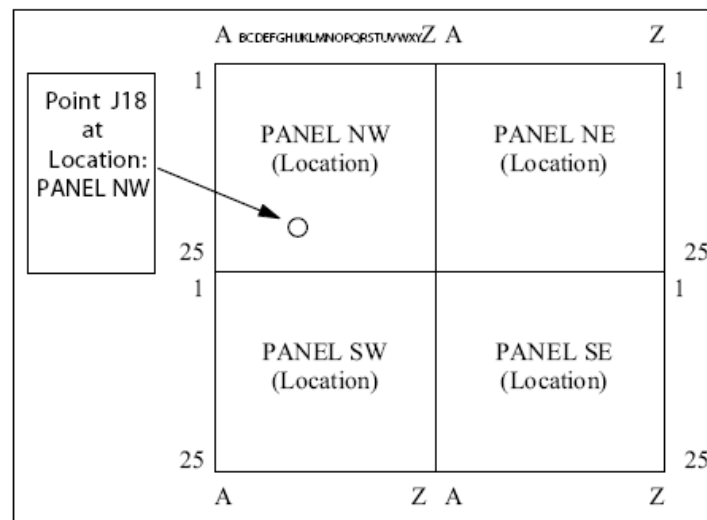 A BCDEFGHIJKLMNOPQRSTUVWXYZ A Z
1 1
Point J18
at
Location:
PANEL NW
PANEL NW
(Location)
PANEL NE
(Location)
25 25
1 1
PANEL SW
(Location)
PANEL SE
(Location)
25 25
A Z A Z